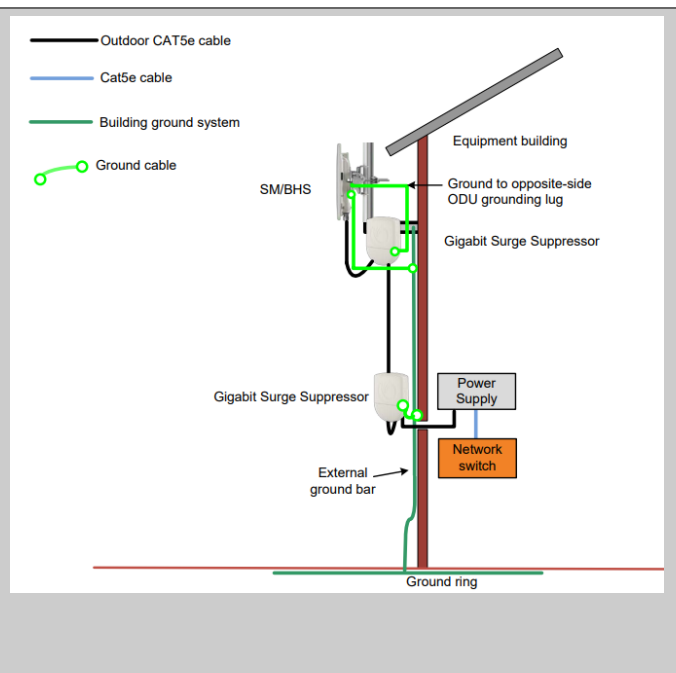 Outdoor CAT5e cable
Cat5e cable
Building ground system
Ground cable
Equipment building
SM/BHS
Ground to opposite-side
ODU grounding lug
Gigabit Surge Suppressor
Gigabit Surge Suppressor
Power
Supply
Network
switch
External
ground bar
Ground ring